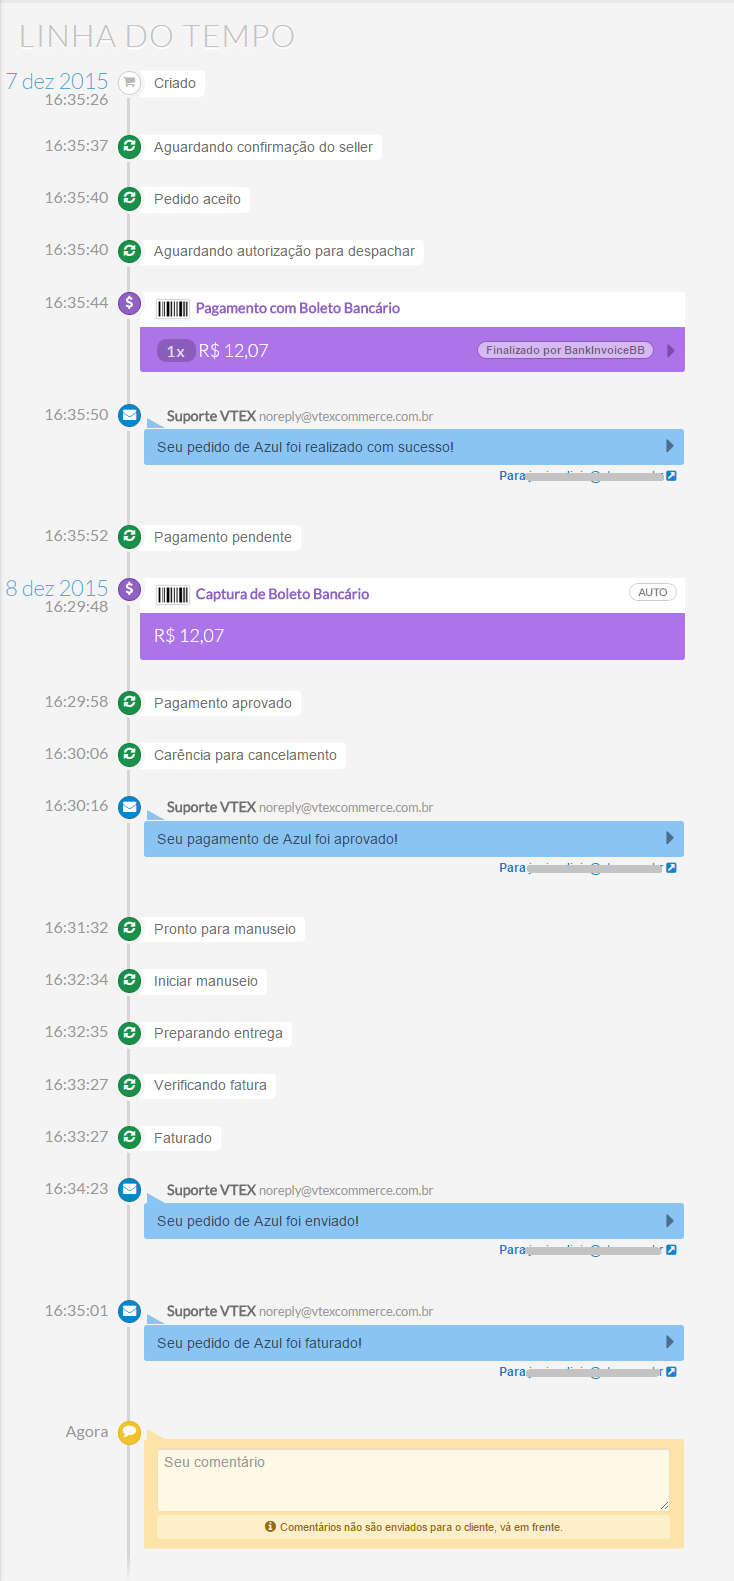 LINHA DO TEMPO
7 dez 2015
16:35:26
Criado
16:35:37
Aguardando confirmação do seller
16:35:40
Pedido aceito
16:35:40
Aguardando autorização para despachar
16:35:44
Pagamento com Boleto Bancário
1x R$ 12,07
Finalizado por BankInvoiceBB
16:35:50
Suporte VTEX noreply@vtexcommerce.com.br
Seu pedido de Azul foi realizado com sucesso!
Para
16:35:52
Pagamento pendente
8 dez 2015
16:29:48
Captura de Boleto Bancário
AUTO
R$ 12,07
16:29:58
Pagamento aprovado
16:30:06
Carência para cancelamento
16:30:16
Suporte VTEX noreply@vtexcommerce.com.br
Seu pagamento de Azul foi aprovado!
Para
16:31:32
Pronto para manuseio
16:32:34
Iniciar manuseio
16:32:35
Preparando entrega
16:33:27
Verificando fatura
16:33:27
Faturado
16:34:23
Suporte VTEX noreply@vtexcommerce.com.br
Seu pedido de Azul foi enviado!
Para
16:35:01
Suporte VTEX noreply@vtexcommerce.com.br
Seu pedido de Azul foi faturado!
Para
Agora
Seu comentário
Comentários não são enviados para o cliente, vá em frente.